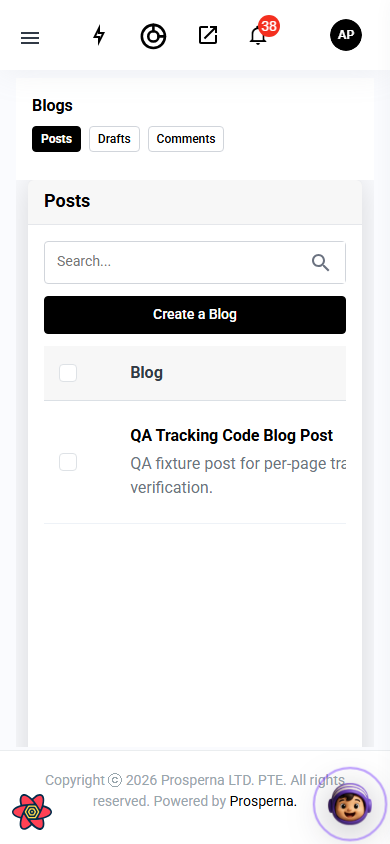 38
AP
Blogs
Posts
Drafts
Comments
Posts
Search...
Create a Blog
Blog
QA Tracking Code Blog Post
QA fixture post for per-page tra
verification.
Copyright ⓒ 2026 Prosperna LTD. PTE. All rights
reserved. Powered by Prosperna.